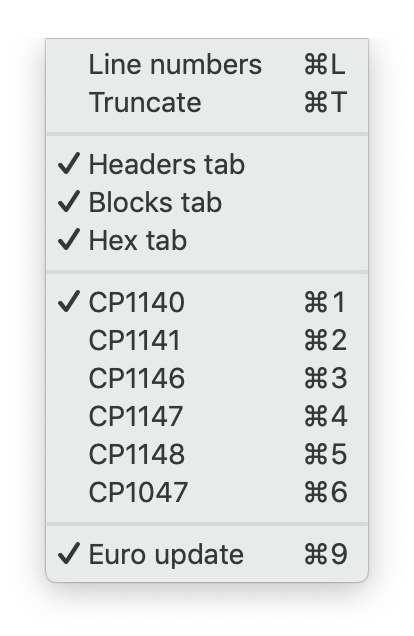 Line numbers ⌘L
Truncate ⌘T
✓ Headers tab
✓ Blocks tab
✓ Hex tab
✓ CP1140 ⌘1
CP1141 ⌘2
CP1146 ⌘3
CP1147 ⌘4
CP1148 ⌘5
CP1047 ⌘6
✓ Euro update ⌘9